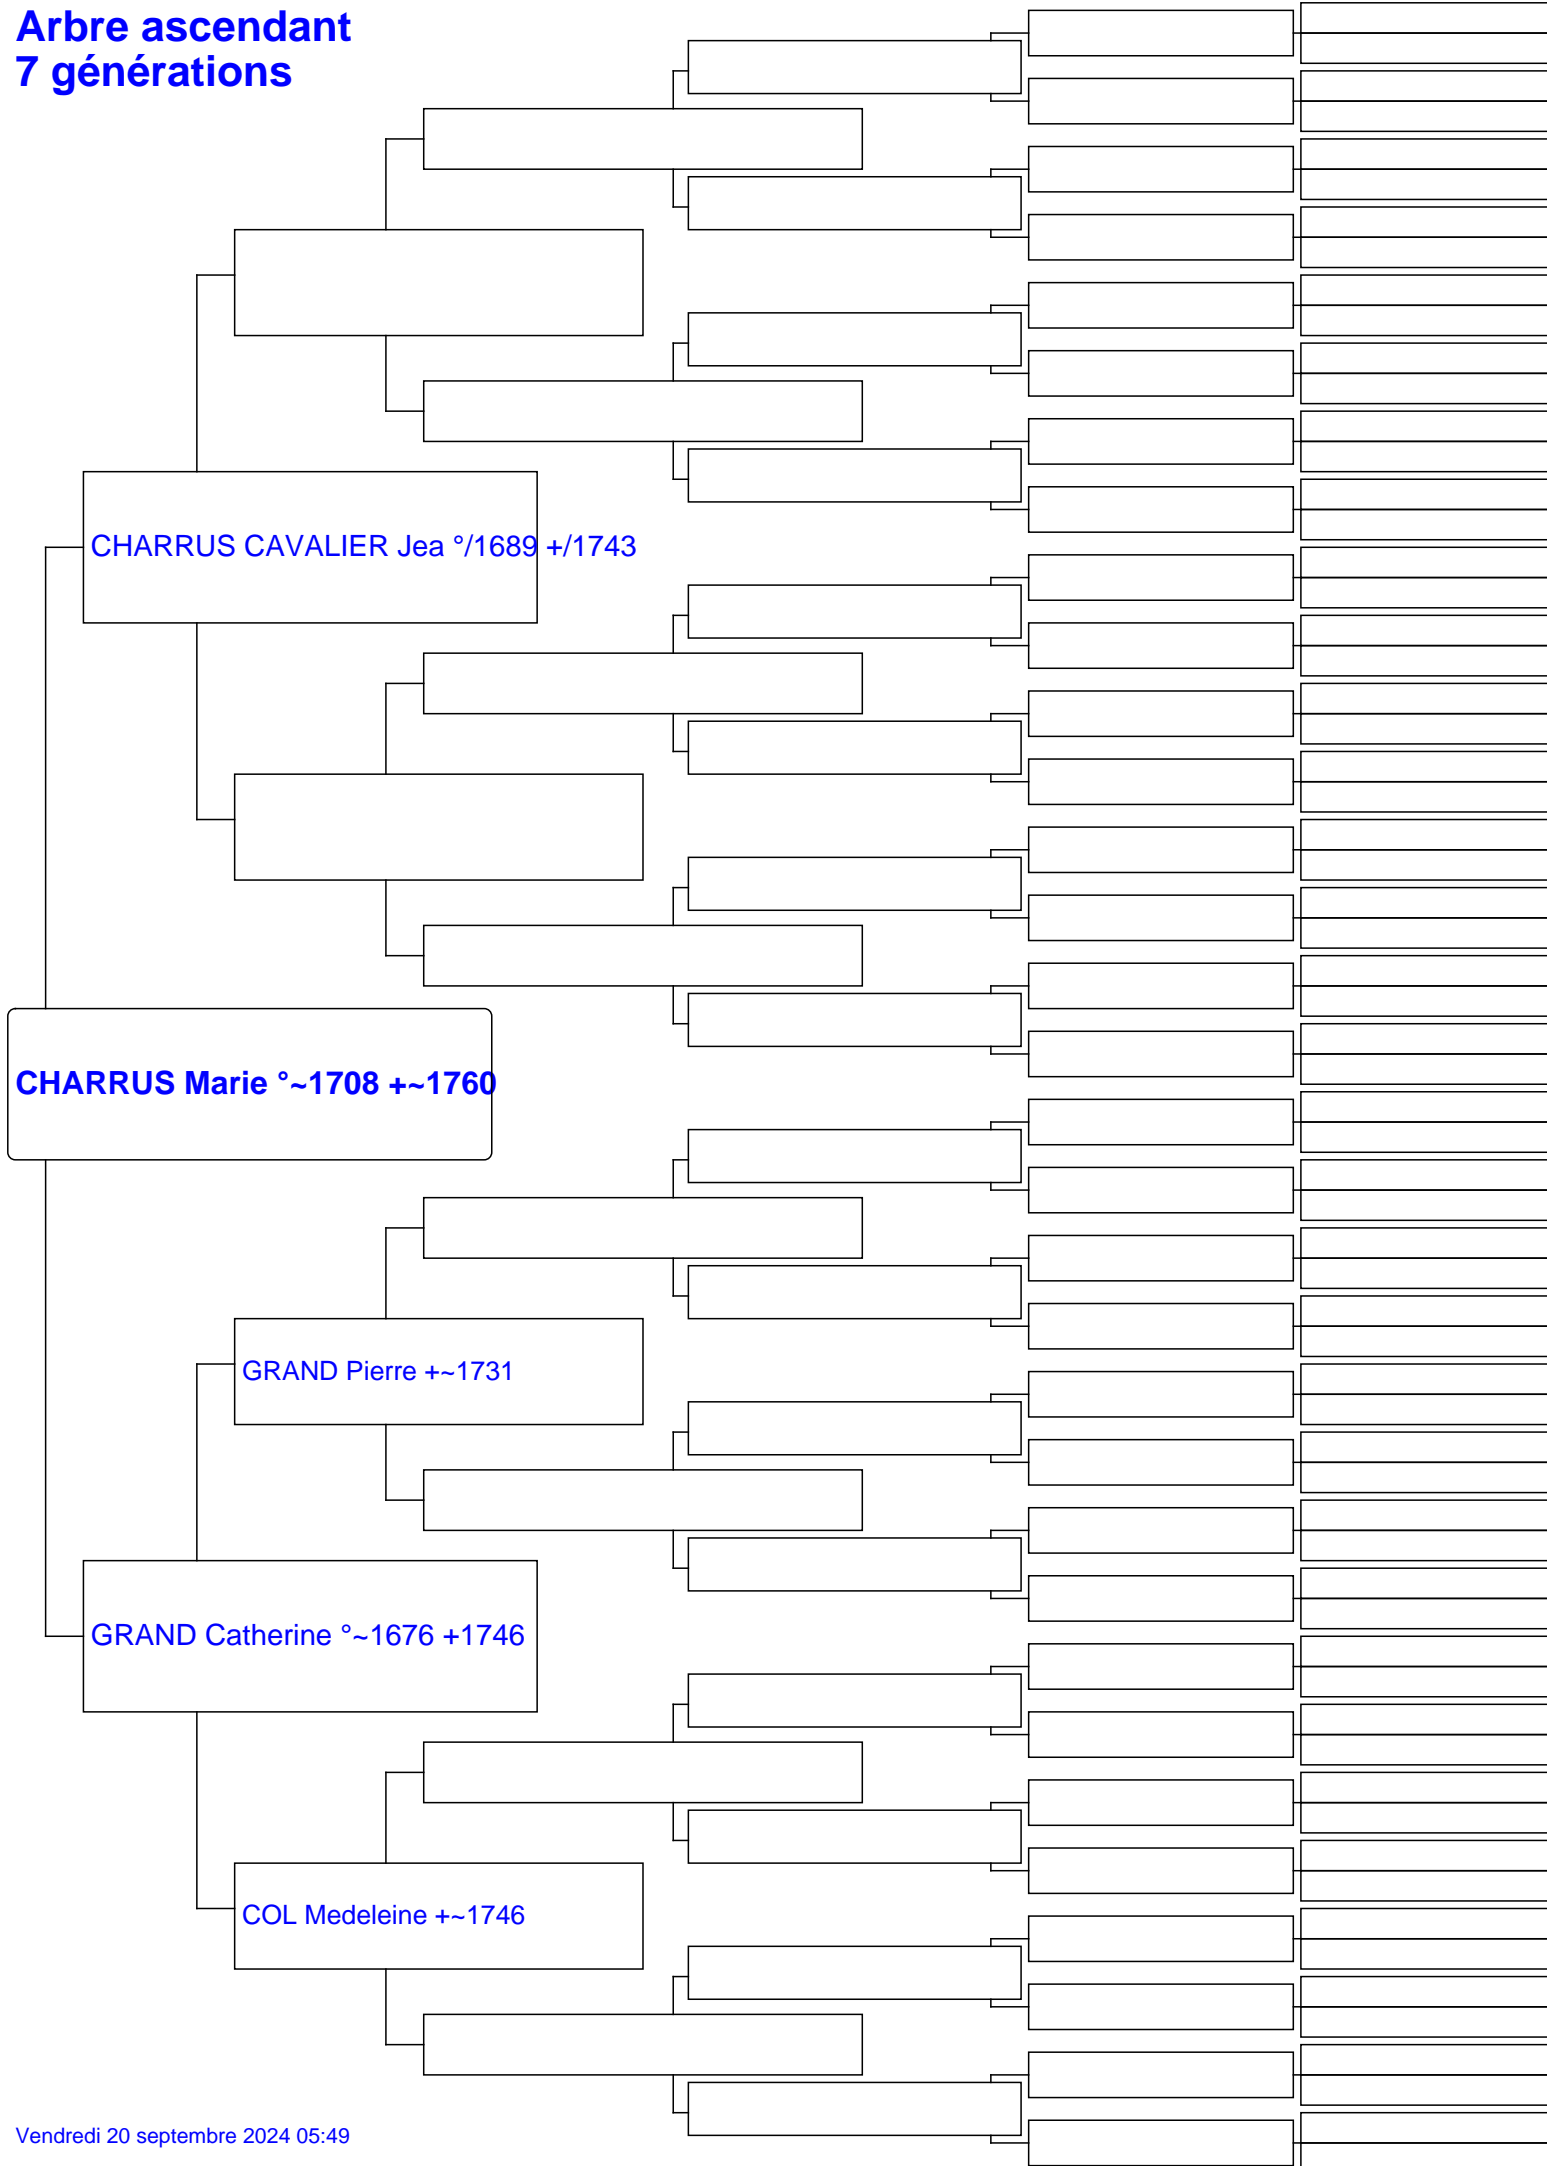 Arbre ascendant
7 générations
CHARRUS CAVALIER Jea °/1689 +/1743
CHARRUS Marie °~1708 +~1760
GRAND Pierre +~1731
GRAND Catherine °~1676 +1746
COL Medeleine +~1746
Vendredi 20 septembre 2024 05:49